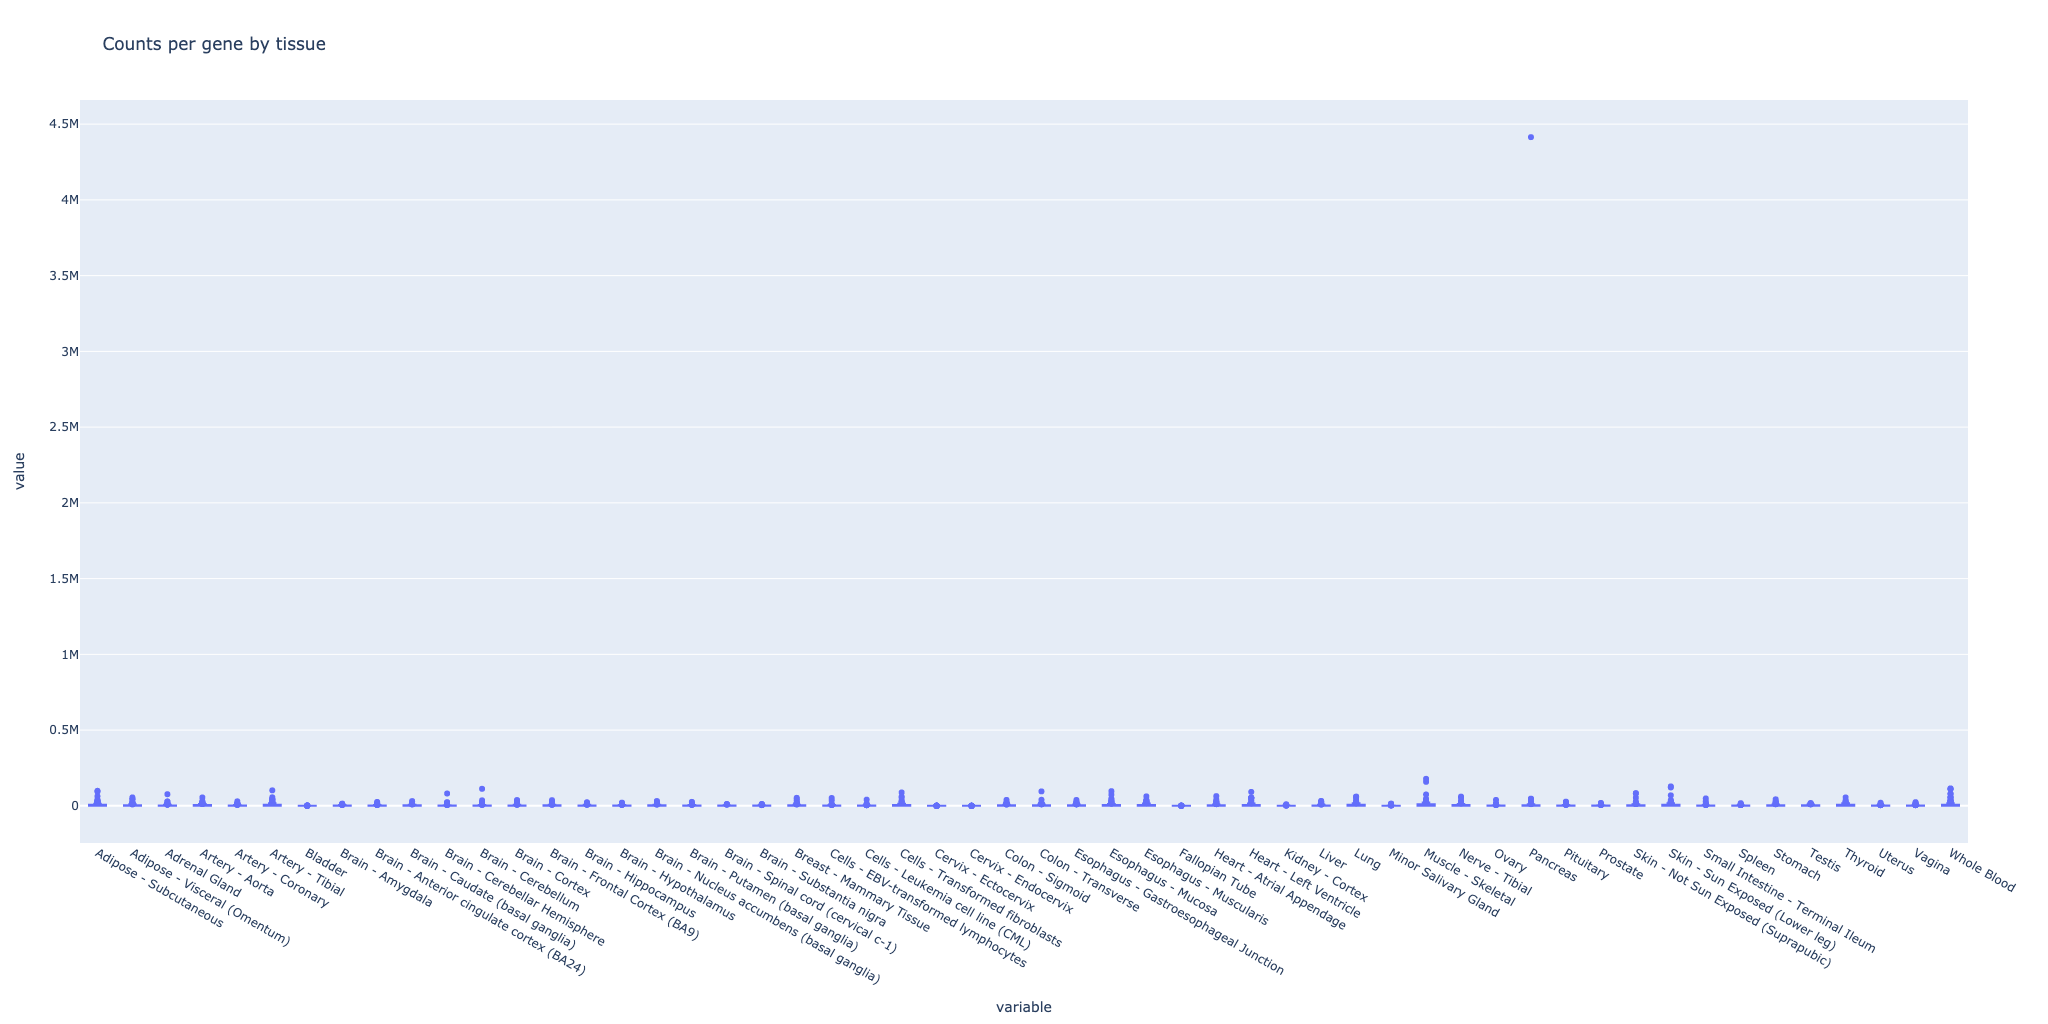 Counts per gene by tissue
4.5M
4M
3.5M
3M
2.5M
2M
1.5M
1M
0.5M
0
value
Adipose - Subcutaneous
Adipose - Visceral (Omentum)
Adrenal Gland
Artery - Aorta
Artery - Coronary
Artery - Tibial
Bladder
Brain - Amygdala
Brain - Anterior cingulate cortex (BA24)
Brain - Caudate (basal ganglia)
Brain - Cerebellar Hemisphere
Brain - Cerebellum
Brain - Cortex
Brain - Frontal Cortex (BA9)
Brain - Hippocampus
Brain - Hypothalamus
Brain - Nucleus accumbens (basal ganglia)
Brain - Putamen (basal ganglia)
Brain - Spinal cord (cervical c-1)
Brain - Substantia nigra
Breast - Mammary Tissue
Cells - EBV-transformed lymphocytes
Cells - Leukemia cell line (CML)
Cells - Transformed fibroblasts
Cervix - Ectocervix
Cervix - Endocervix
Colon - Sigmoid
Colon - Transverse
Esophagus - Gastroesophageal Junction
Esophagus - Mucosa
Esophagus - Muscularis
Fallopian Tube
Heart - Atrial Appendage
Heart - Left Ventricle
Kidney - Cortex
Liver
Lung
Minor Salivary Gland
Muscle - Skeletal
Nerve - Tibial
Ovary
Pancreas
Pituitary
Prostate
Skin - Not Sun Exposed (Suprapubic)
Skin - Sun Exposed (Lower leg)
Small Intestine - Terminal Ileum
Spleen
Stomach
Testis
Thyroid
Uterus
Vagina
Whole Blood
variable